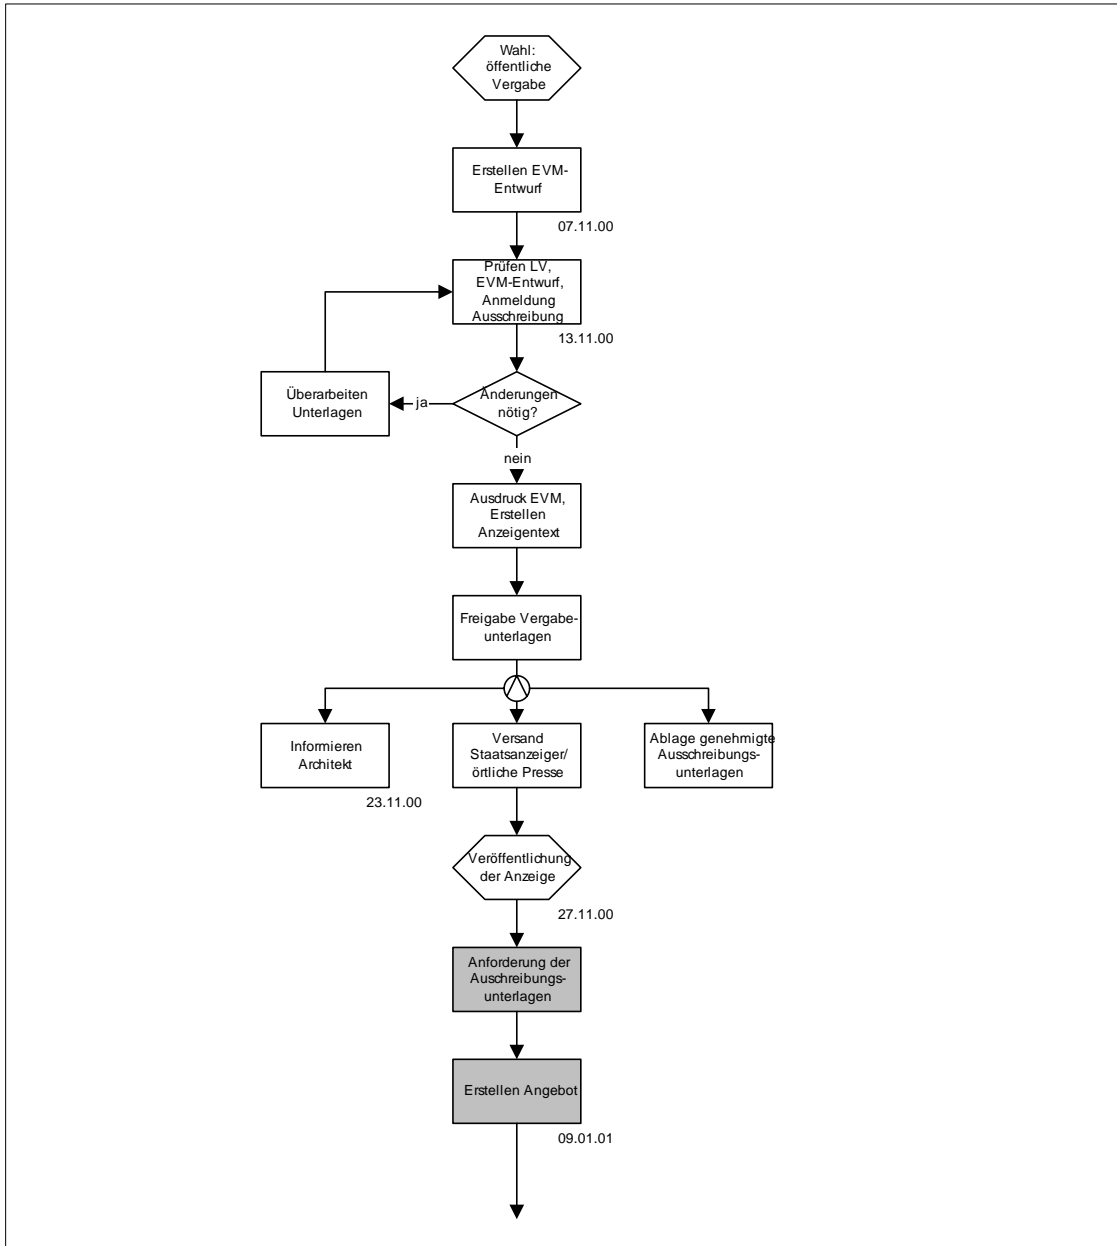 Wahl:
öffentliche
Vergabe
Erstellen EVM-
Entwurf
07.11.00
Prüfen LV,
EVM-Entwurf,
Anmeldung
Ausschreibung
13.11.00
Überarbeiten
Unterlagen
ja
Änderungen
nötig?
nein
Ausdruck EVM,
Erstellen
Anzeigentext
Freigabe Vergabe-
unterlagen
Informieren
Architekt
23.11.00
Versand
Staatsanzeiger/
örtliche Presse
Ablage genehmigte
Ausschreibungs-
unterlagen
Veröffentlichung
der Anzeige
27.11.00
Anforderung der
Auschreibungs-
unterlagen
Erstellen Angebot
09.01.01